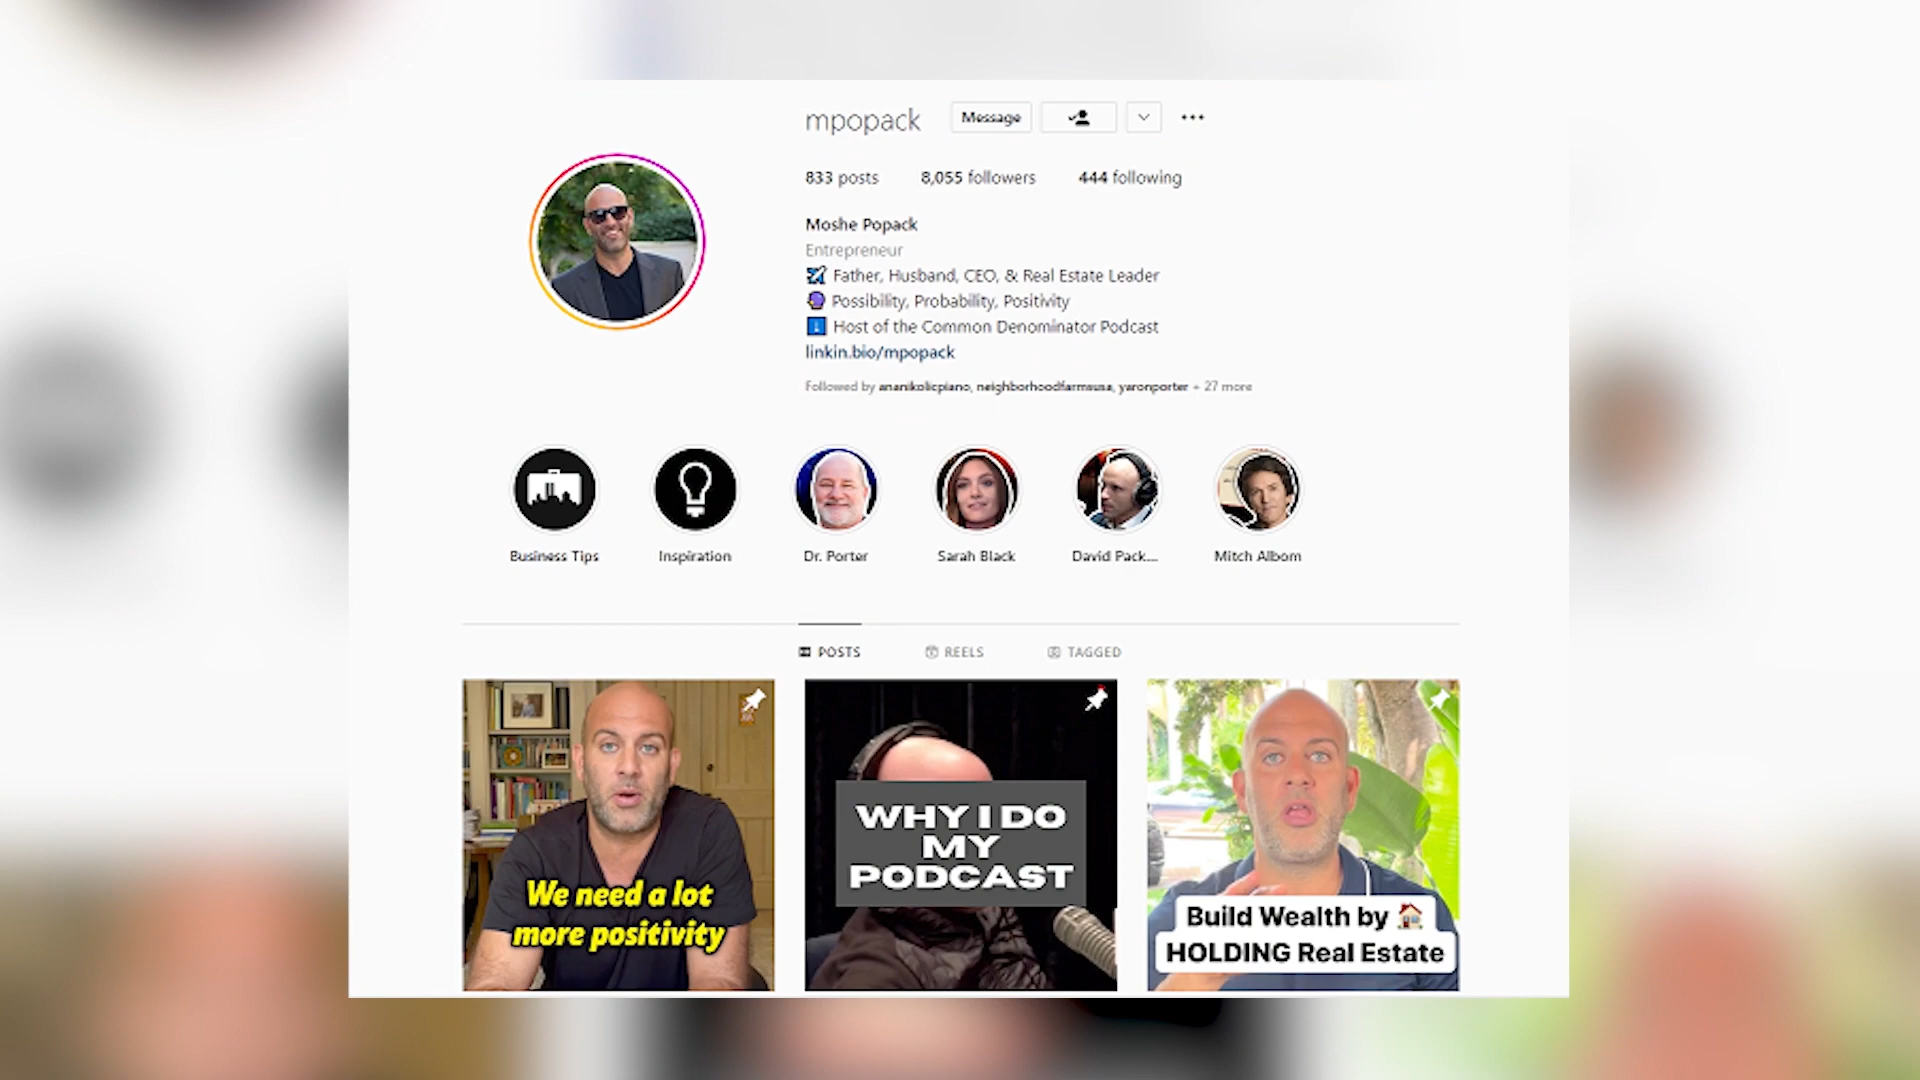 mpopack Message
833 posts 8,055 followers 444 following
Moshe Popack
Entrepreneur
Father, Husband, CEO, & Real Estate Leader
Possibility, Probability, Positivity
Host of the Common Denominator Podcast
linkin.bio/mpopack
Followed by ananikolicpiano, neighborhoodfarmsusa, yaronporter + 27 more
Business Tips Inspiration Dr. Porter Sarah Black David Pack... Mitch Albom
POSTS REELS TAGGED
We need a lot
more positivity
WHY I DO
MY
PODCAST
Build Wealth by
HOLDING Real Estate